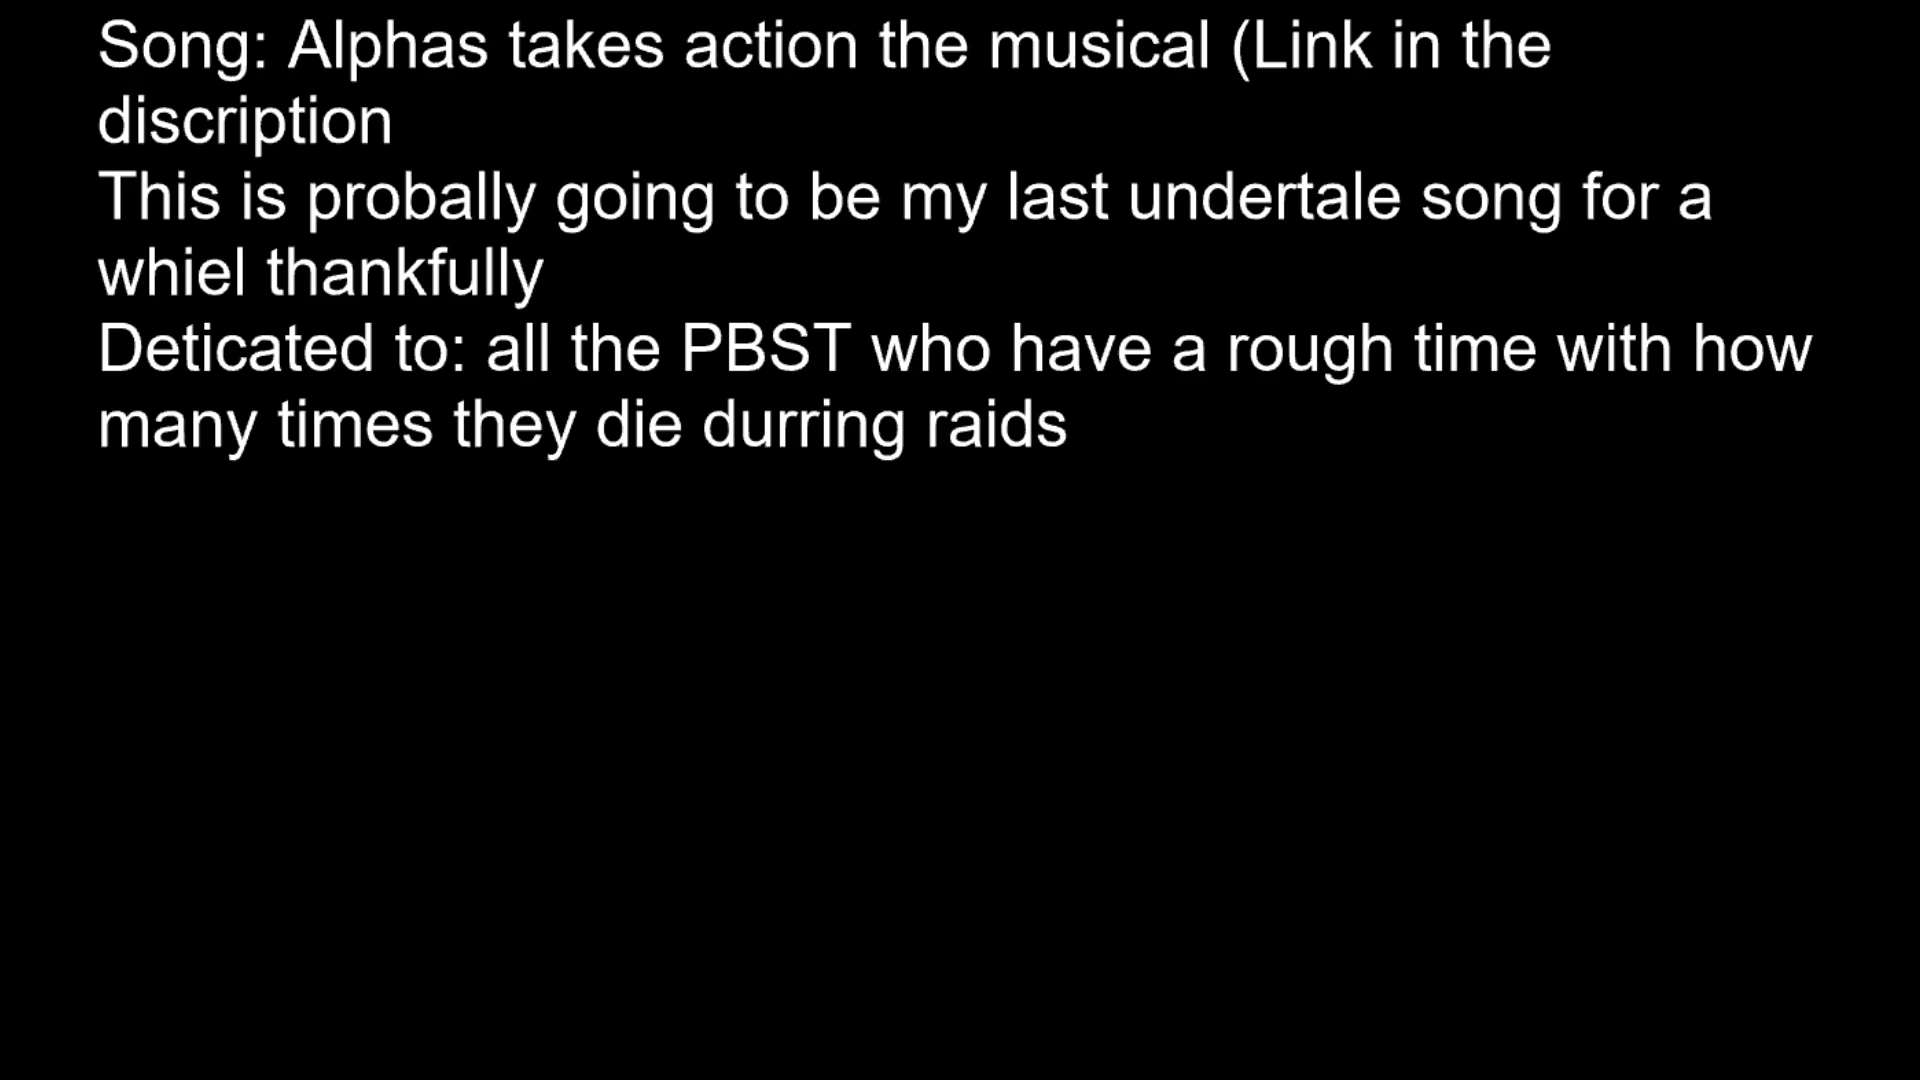 Song: Alphas takes action the musical (Link in the
discription
This is probally going to be my last undertale song for a
whiel thankfully
Deticated to: all the PBST who have a rough time with how
many times they die durring raids